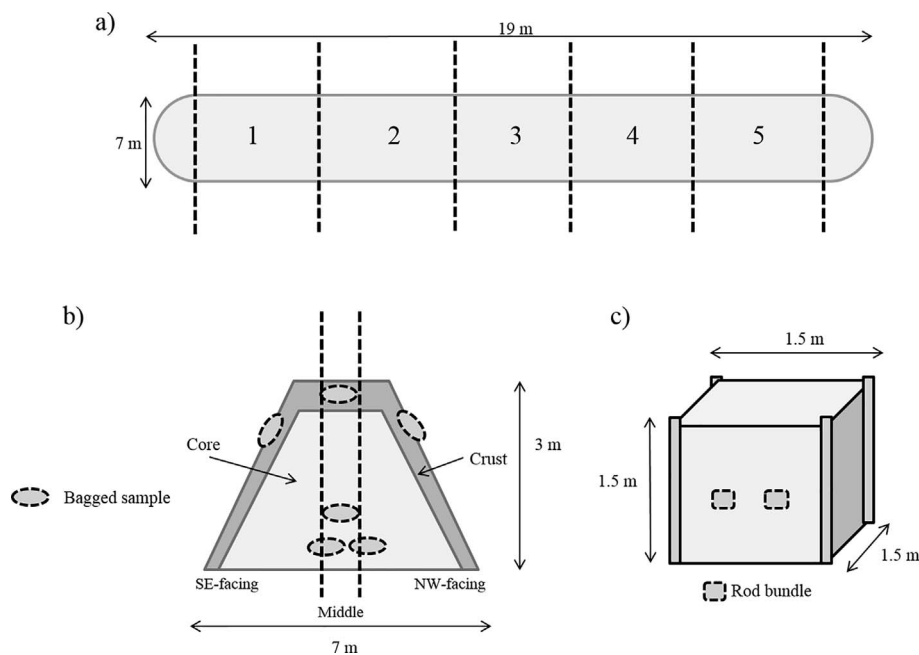 a)
19 m
7 m
1
2
3
4
5
b)
c)
1.5 m
Core
Crust
3 m
1.5 m
Bagged sample
1.5 m
SE-facing
NW-facing
Middle
Rod bundle
7 m